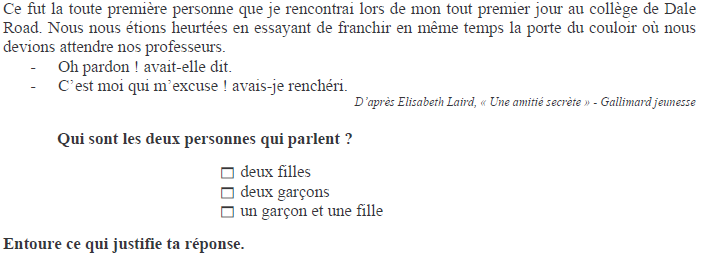 Ce fut la toute première personne que je rencontrai lors de mon tout premier jour au collège de Dale
Road. Nous nous étions heurtées en essayant de franchir en même temps la porte du couloir où nous
devions attendre nos professeurs.
- Oh pardon ! avait-elle dit.
- C'est moi qui m'excuse ! avais-je renchéri.
D'après Elisabeth Laird, « Une amitié secrète » - Gallimard jeunesse
Qui sont les deux personnes qui parlent ?
deux filles
deux garçons
un garçon et une fille
Entoure ce qui justifie ta réponse.